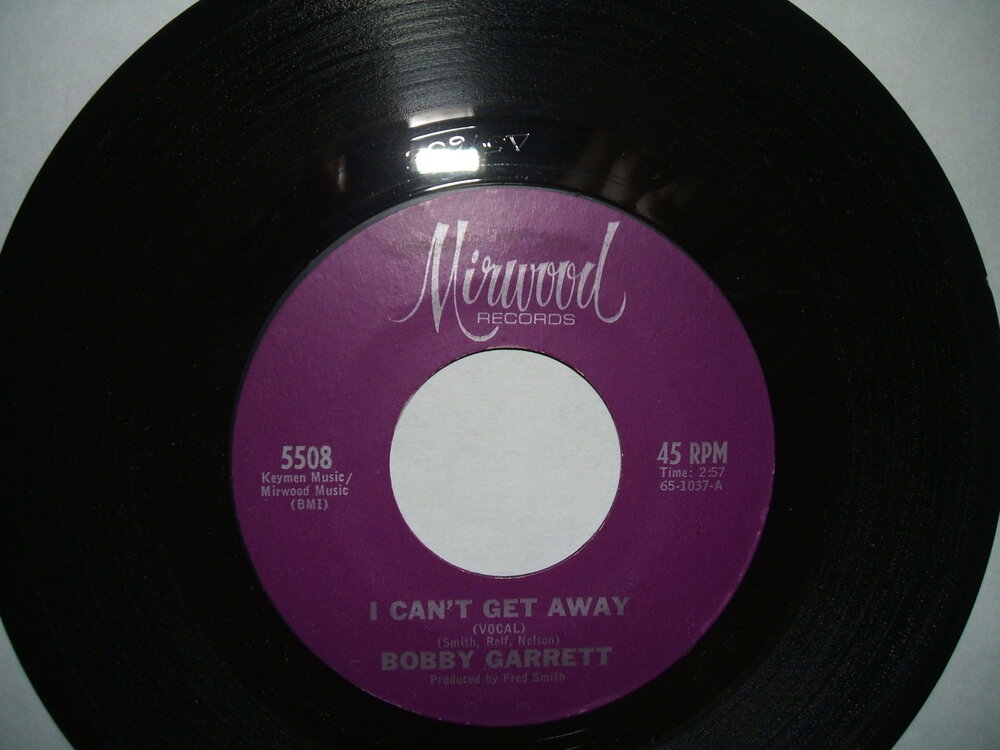 Mirwood
RECORDS
5508
Keymen Music/
Mirwood Music
(BMI)
45 RPM
Time: 2:57
65-1037-A
I CAN'T GET AWAY
(VOCAL)
(Smith, Relf, Nelson)
BOBBY GARRETT
Produced by Fred Smith